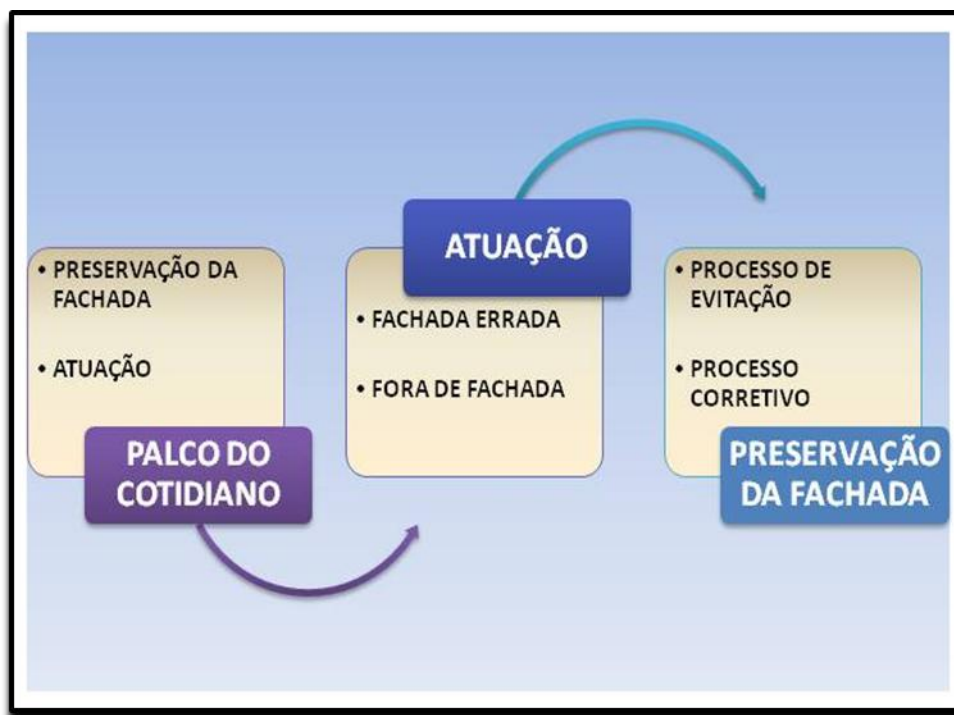 • PRESERVAÇÃO DA
FACHADA
• ATUAÇÃO
PALCO DO
COTIDIANO
ATUAÇÃO
• FACHADA ERRADA
• FORA DE FACHADA
• PROCESSO DE
EVITAÇÃO
• PROCESSO
CORRETIVO
PRESERVAÇÃO
DA FACHADA